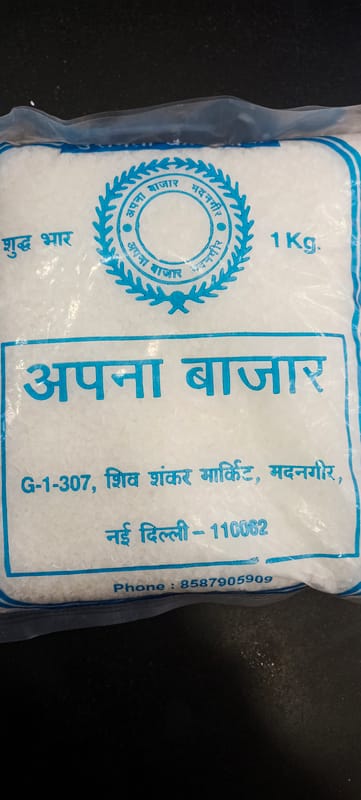 अपना बाजार मदनगीर
अपना बाजार मदनगीर
शुद्ध भार
1 Kg.
अपना बाजार
G-1-307, शिव शंकर मार्किट, मदनगीर,
नई दिल्ली - 110062
Phone : 8587905909